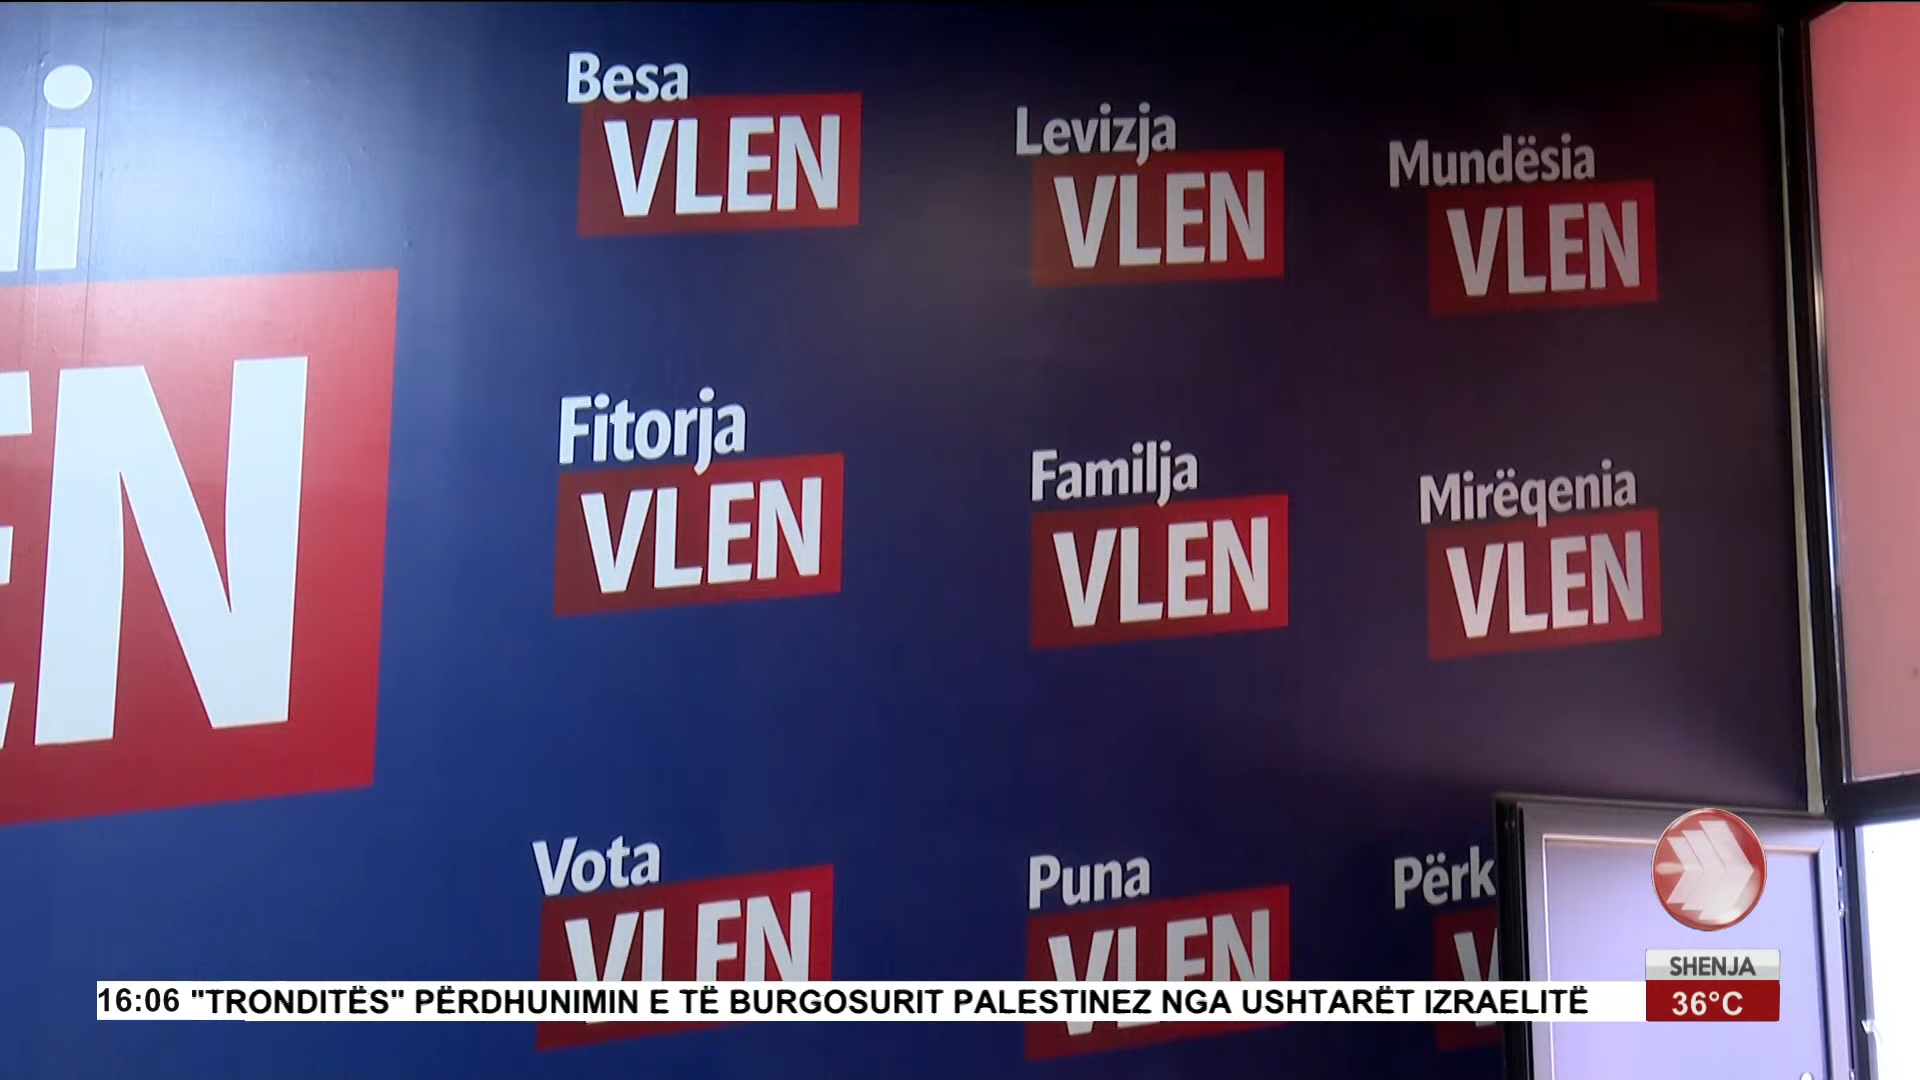 Besa
VLEN
Levizja
VLEN
Mundësia
VLEN
Fitorja
VLEN
Familja
VLEN
Mirëqenia
VLEN
Vota
VLEN
Puna
VLEN
16:06 "TRONDITËS" PËRDHUNIMIN E TË BURGOSURIT PALESTINEZ NGA USHTARËT IZRAELITË
SHENJA
36°C